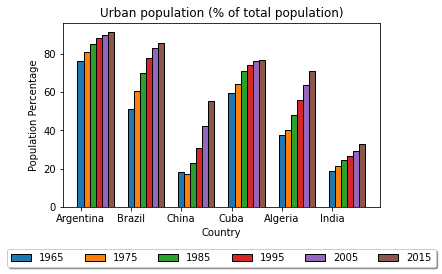 Urban population (% of total population)
Population Percentage
80
60
40
20
0
Argentina Brazil China Cuba Algeria India
Country
1965 1975 1985 1995 2005 2015